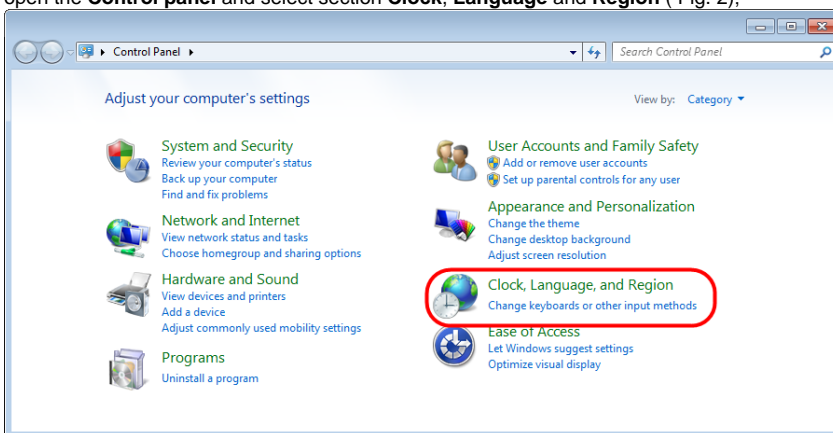 open the Control panel and select section Clock, Language and Region ( Fig. 2);
Control Panel
Search Control Panel
Adjust your computer's settings
View by: Category
System and Security
Review your computer's status
Back up your computer
Find and fix problems
Network and Internet
View network status and tasks
Choose homegroup and sharing options
Hardware and Sound
View devices and printers
Add a device
Adjust commonly used mobility settings
Programs
Uninstall a program
User Accounts and Family Safety
Add or remove user accounts
Set up parental controls for any user
Appearance and Personalization
Change the theme
Change desktop background
Adjust screen resolution
Clock, Language, and Region
Change keyboards or other input methods
Ease of Access
Let Windows suggest settings
Optimize visual display